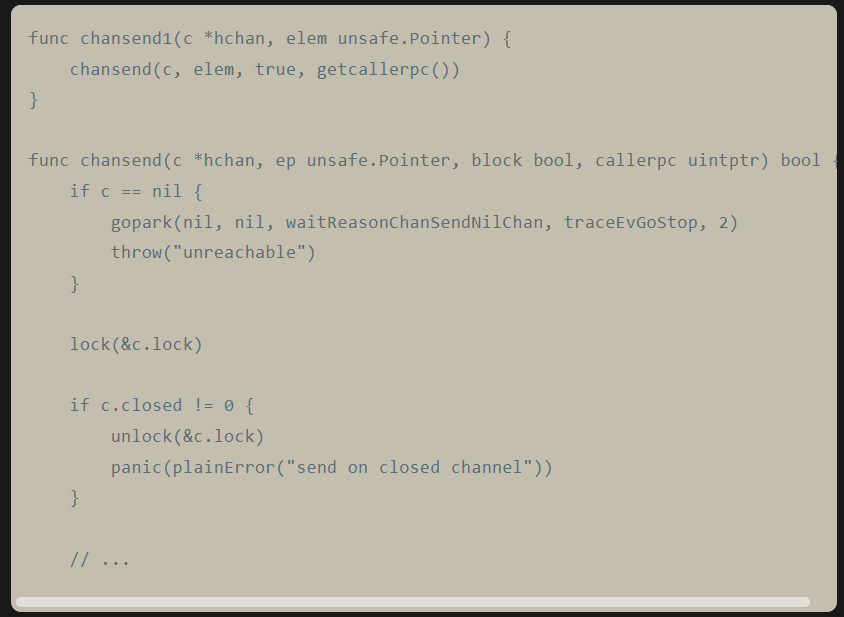 func chansend1(c *hchan, elem unsafe.Pointer) {
    chansend(c, elem, true, getcallerpc())
}

func chansend(c *hchan, ep unsafe.Pointer, block bool, callerpc uintptr) bool {
    if c == nil {
        gopark(nil, nil, waitReasonChanSendNilChan, traceEvGoStop, 2)
        throw("unreachable")
    }

    lock(&c.lock)

    if c.closed != 0 {
        unlock(&c.lock)
        panic(plainError("send on closed channel"))
    }

    // ...